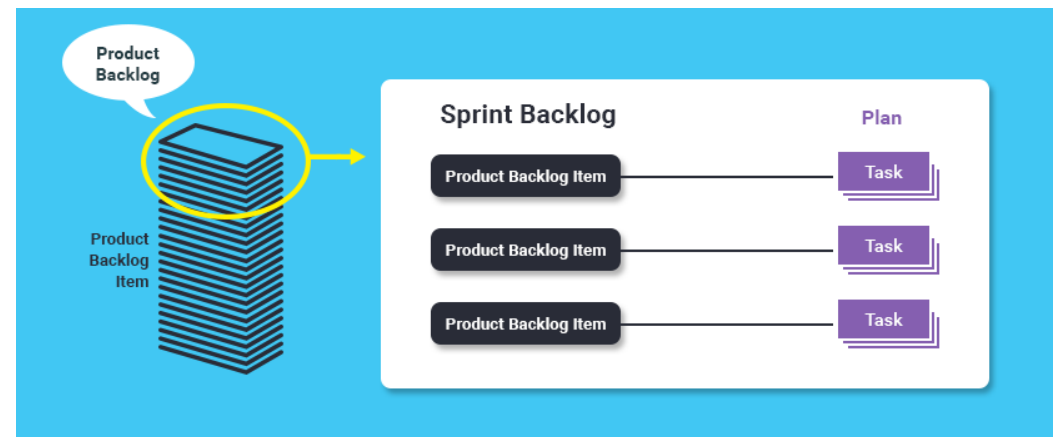 Product
Backlog
Product
Backlog
Item
Sprint Backlog
Plan
Product Backlog Item
Task
Product Backlog Item
Task
Product Backlog Item
Task